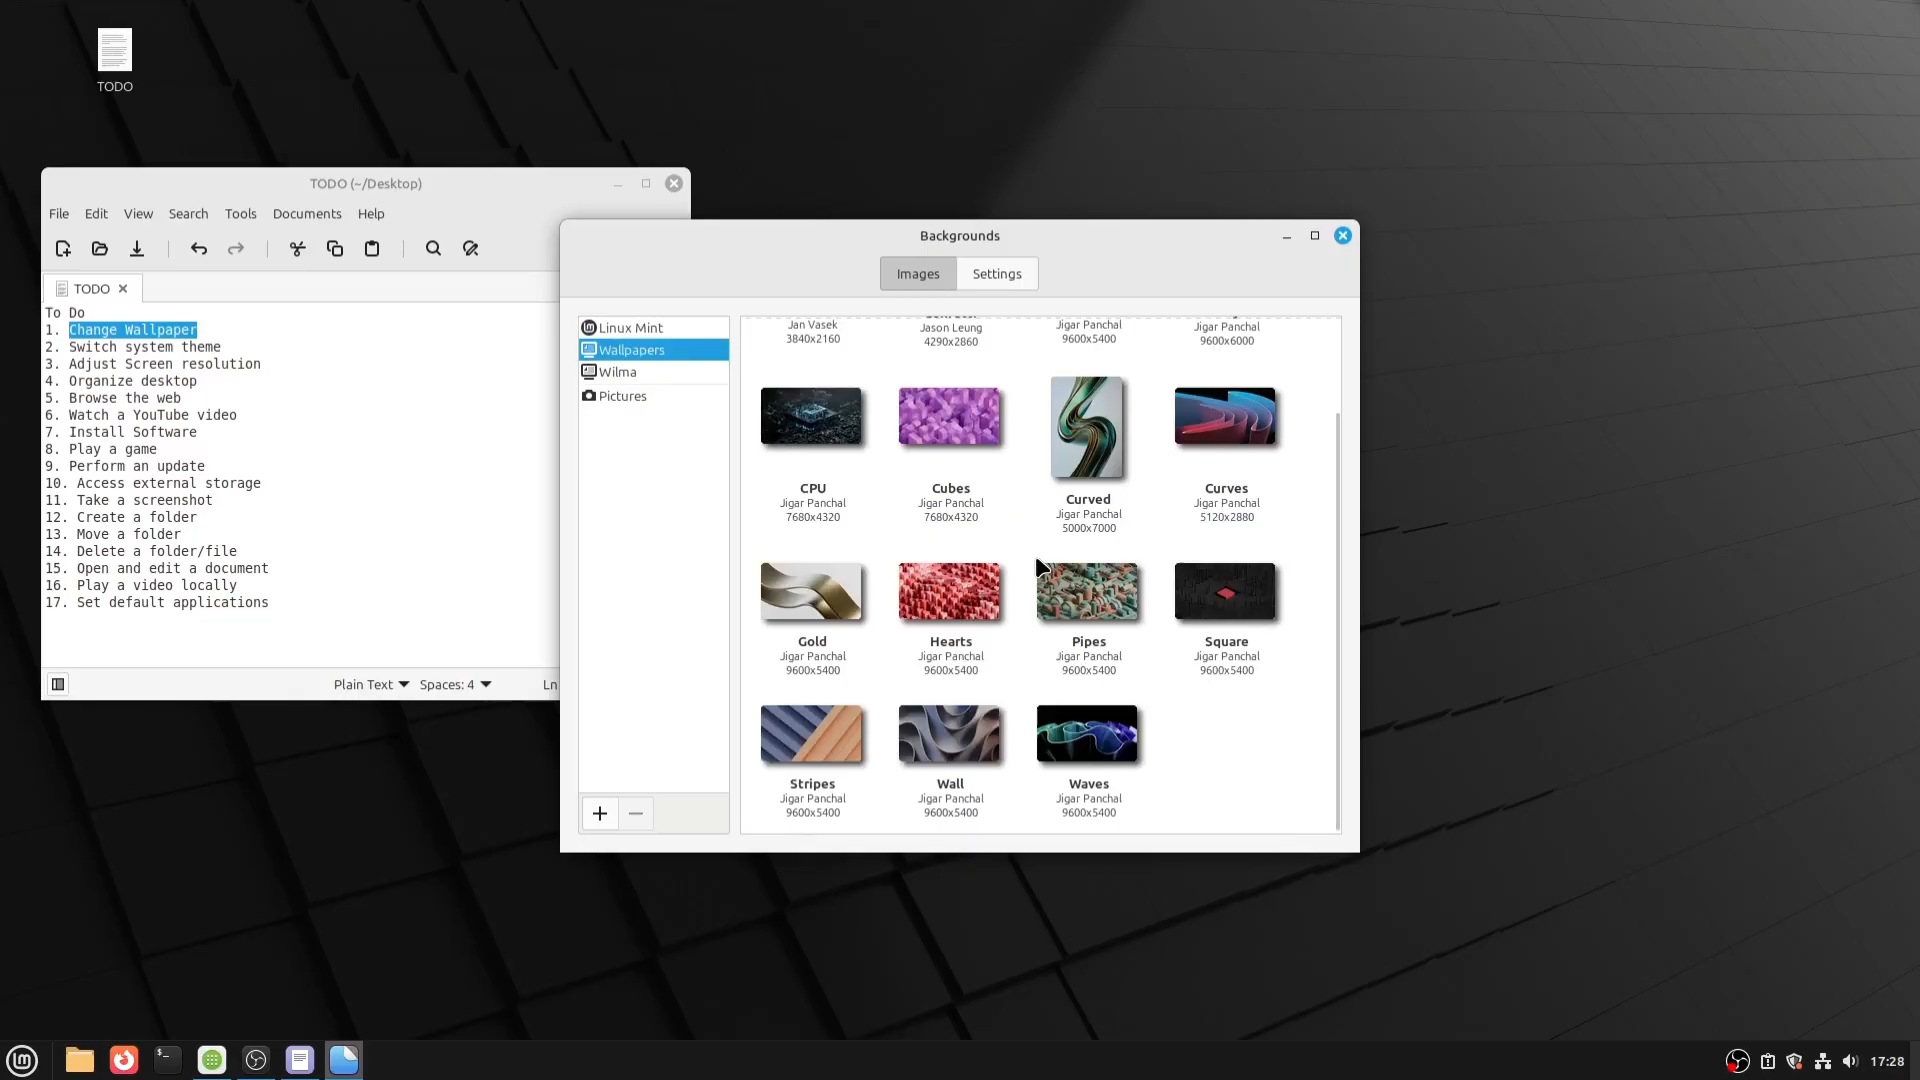 TODO
TODO (~/Desktop)
File Edit View Search Tools Documents Help
TODO
To Do
1. Change Wallpaper
2. Switch system theme
3. Adjust Screen resolution
4. Organize desktop
5. Browse the web
6. Watch a YouTube video
7. Install Software
8. Play a game
9. Perform an update
10. Access external storage
11. Take a screenshot
12. Create a folder
13. Move a folder
14. Delete a folder/file
15. Open and edit a document
16. Play a video locally
17. Set default applications
Plain Text Spaces: 4 Ln
Backgrounds
Images Settings
Linux Mint
Wallpapers
Wilma
Pictures
Jan Vasek
3840x2160
Jason Leung
4290x2860
Jigar Panchal
9600x5400
Jigar Panchal
9600x6000
CPU
Jigar Panchal
7680x4320
Cubes
Jigar Panchal
7680x4320
Curved
Jigar Panchal
5000x7000
Curves
Jigar Panchal
5120x2880
Gold
Jigar Panchal
9600x5400
Hearts
Jigar Panchal
9600x5400
Pipes
Jigar Panchal
9600x5400
Square
Jigar Panchal
9600x5400
Stripes
Jigar Panchal
9600x5400
Wall
Jigar Panchal
9600x5400
Waves
Jigar Panchal
9600x5400
17:28